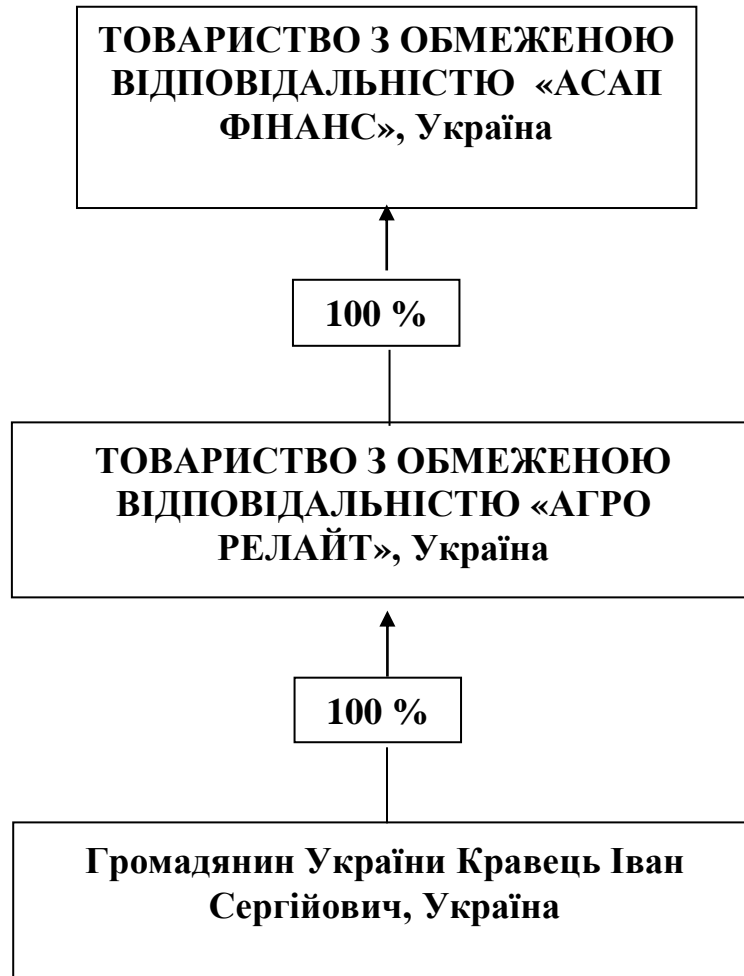 ТОВАРИСТВО З ОБМЕЖЕНОЮ
ВІДПОВІДАЛЬНІСТЮ «АСАП
ФІНАНС», Україна
100 %
ТОВАРИСТВО З ОБМЕЖЕНОЮ
ВІДПОВІДАЛЬНІСТЮ «АГРО
РЕЛАЙТ», Україна
100 %
Громадянин України Кравець Іван
Сергійович, Україна